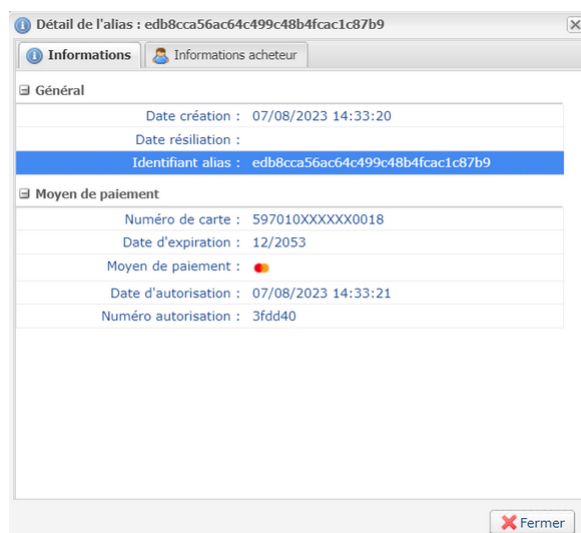 Détail de l'alias : edb8cca56ac64c499c48b4fcac1c87b9
Informations
Informations acheteur
Général
Date création : 07/08/2023 14:33:20
Date résiliation :
Identifiant alias : edb8cca56ac64c499c48b4fcac1c87b9
Moyen de paiement
Numéro de carte : 597010XXXXXX0018
Date d'expiration : 12/2053
Moyen de paiement :
Date d'autorisation : 07/08/2023 14:33:21
Numéro autorisation : 3fdd40
Fermer